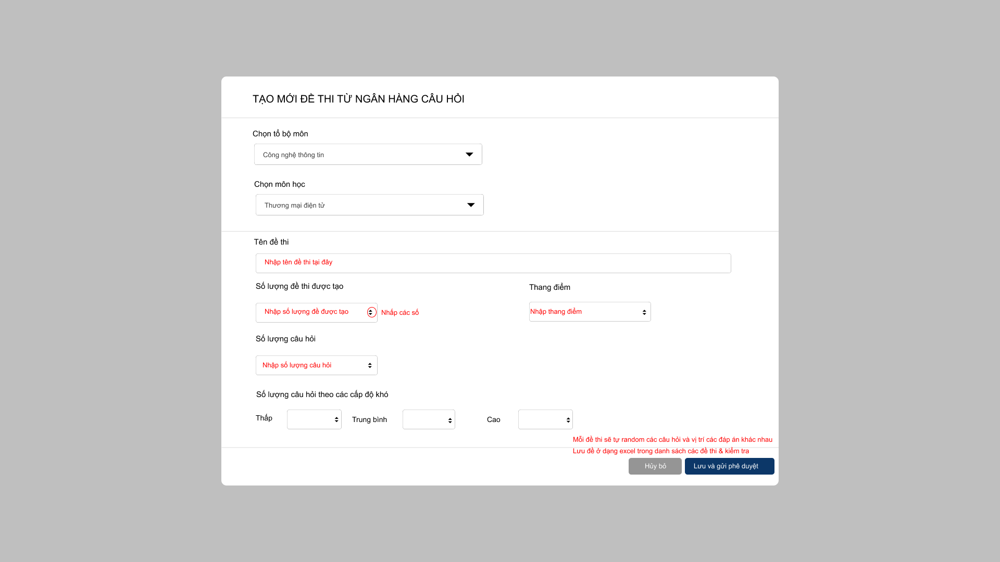 TẠO MỚI ĐỀ THI TỪ NGÂN HÀNG CÂU HỎI
Chọn tổ bộ môn
Công nghệ thông tin
Chọn môn học
Thương mại điện tử
Tên đề thi
Nhập tên đề thi tại đây
Số lượng đề thi được tạo
Thang điểm
Nhập số lượng đề được tạo
Nhấp các số
Nhập thang điểm
Số lượng câu hỏi
Nhập số lượng câu hỏi
Số lượng câu hỏi theo các cấp độ khó
Thấp
Trung bình
Cao
Mỗi đề thi sẽ tự random các câu hỏi và vị trí các đáp án khác nhau
Lưu đề ở dạng excel trong danh sách các đề thi & kiểm tra
Hủy bỏ
Lưu và gửi phê duyệt